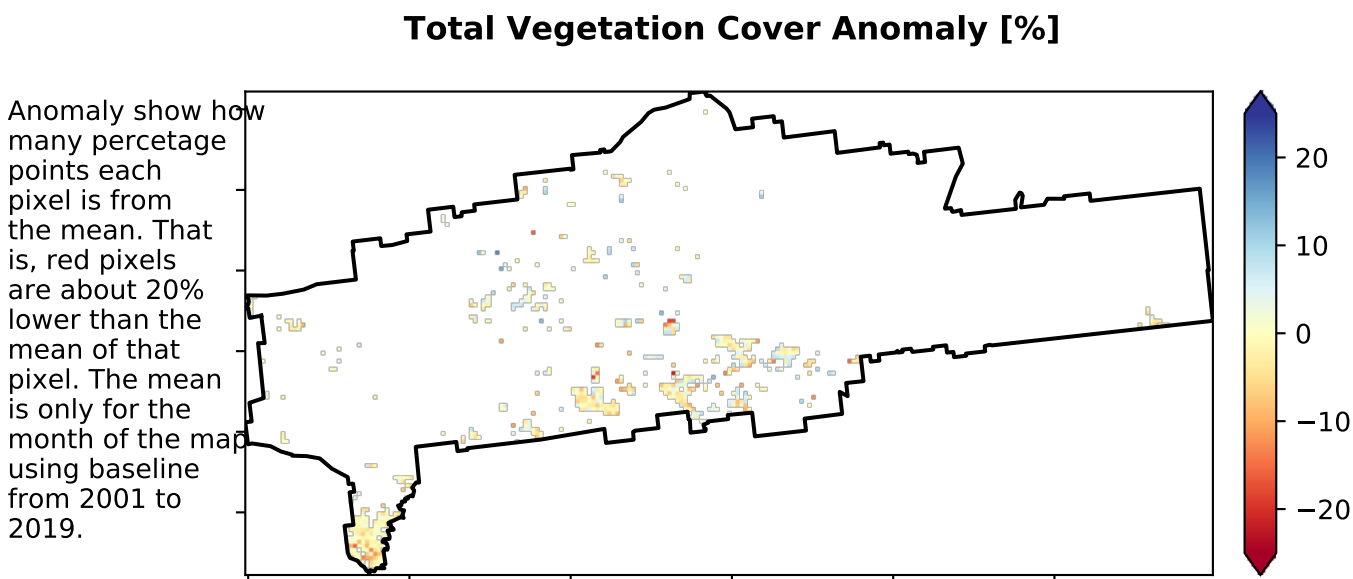 Total Vegetation Cover Anomaly [%]
Anomaly show how
many percetage
points each
pixel is from
the mean. That
is, red pixels
are about 20%
lower than the
mean of that
pixel. The mean
is only for the
month of the map
using baseline
from 2001 to
2019.
20
10
0
−10
−20